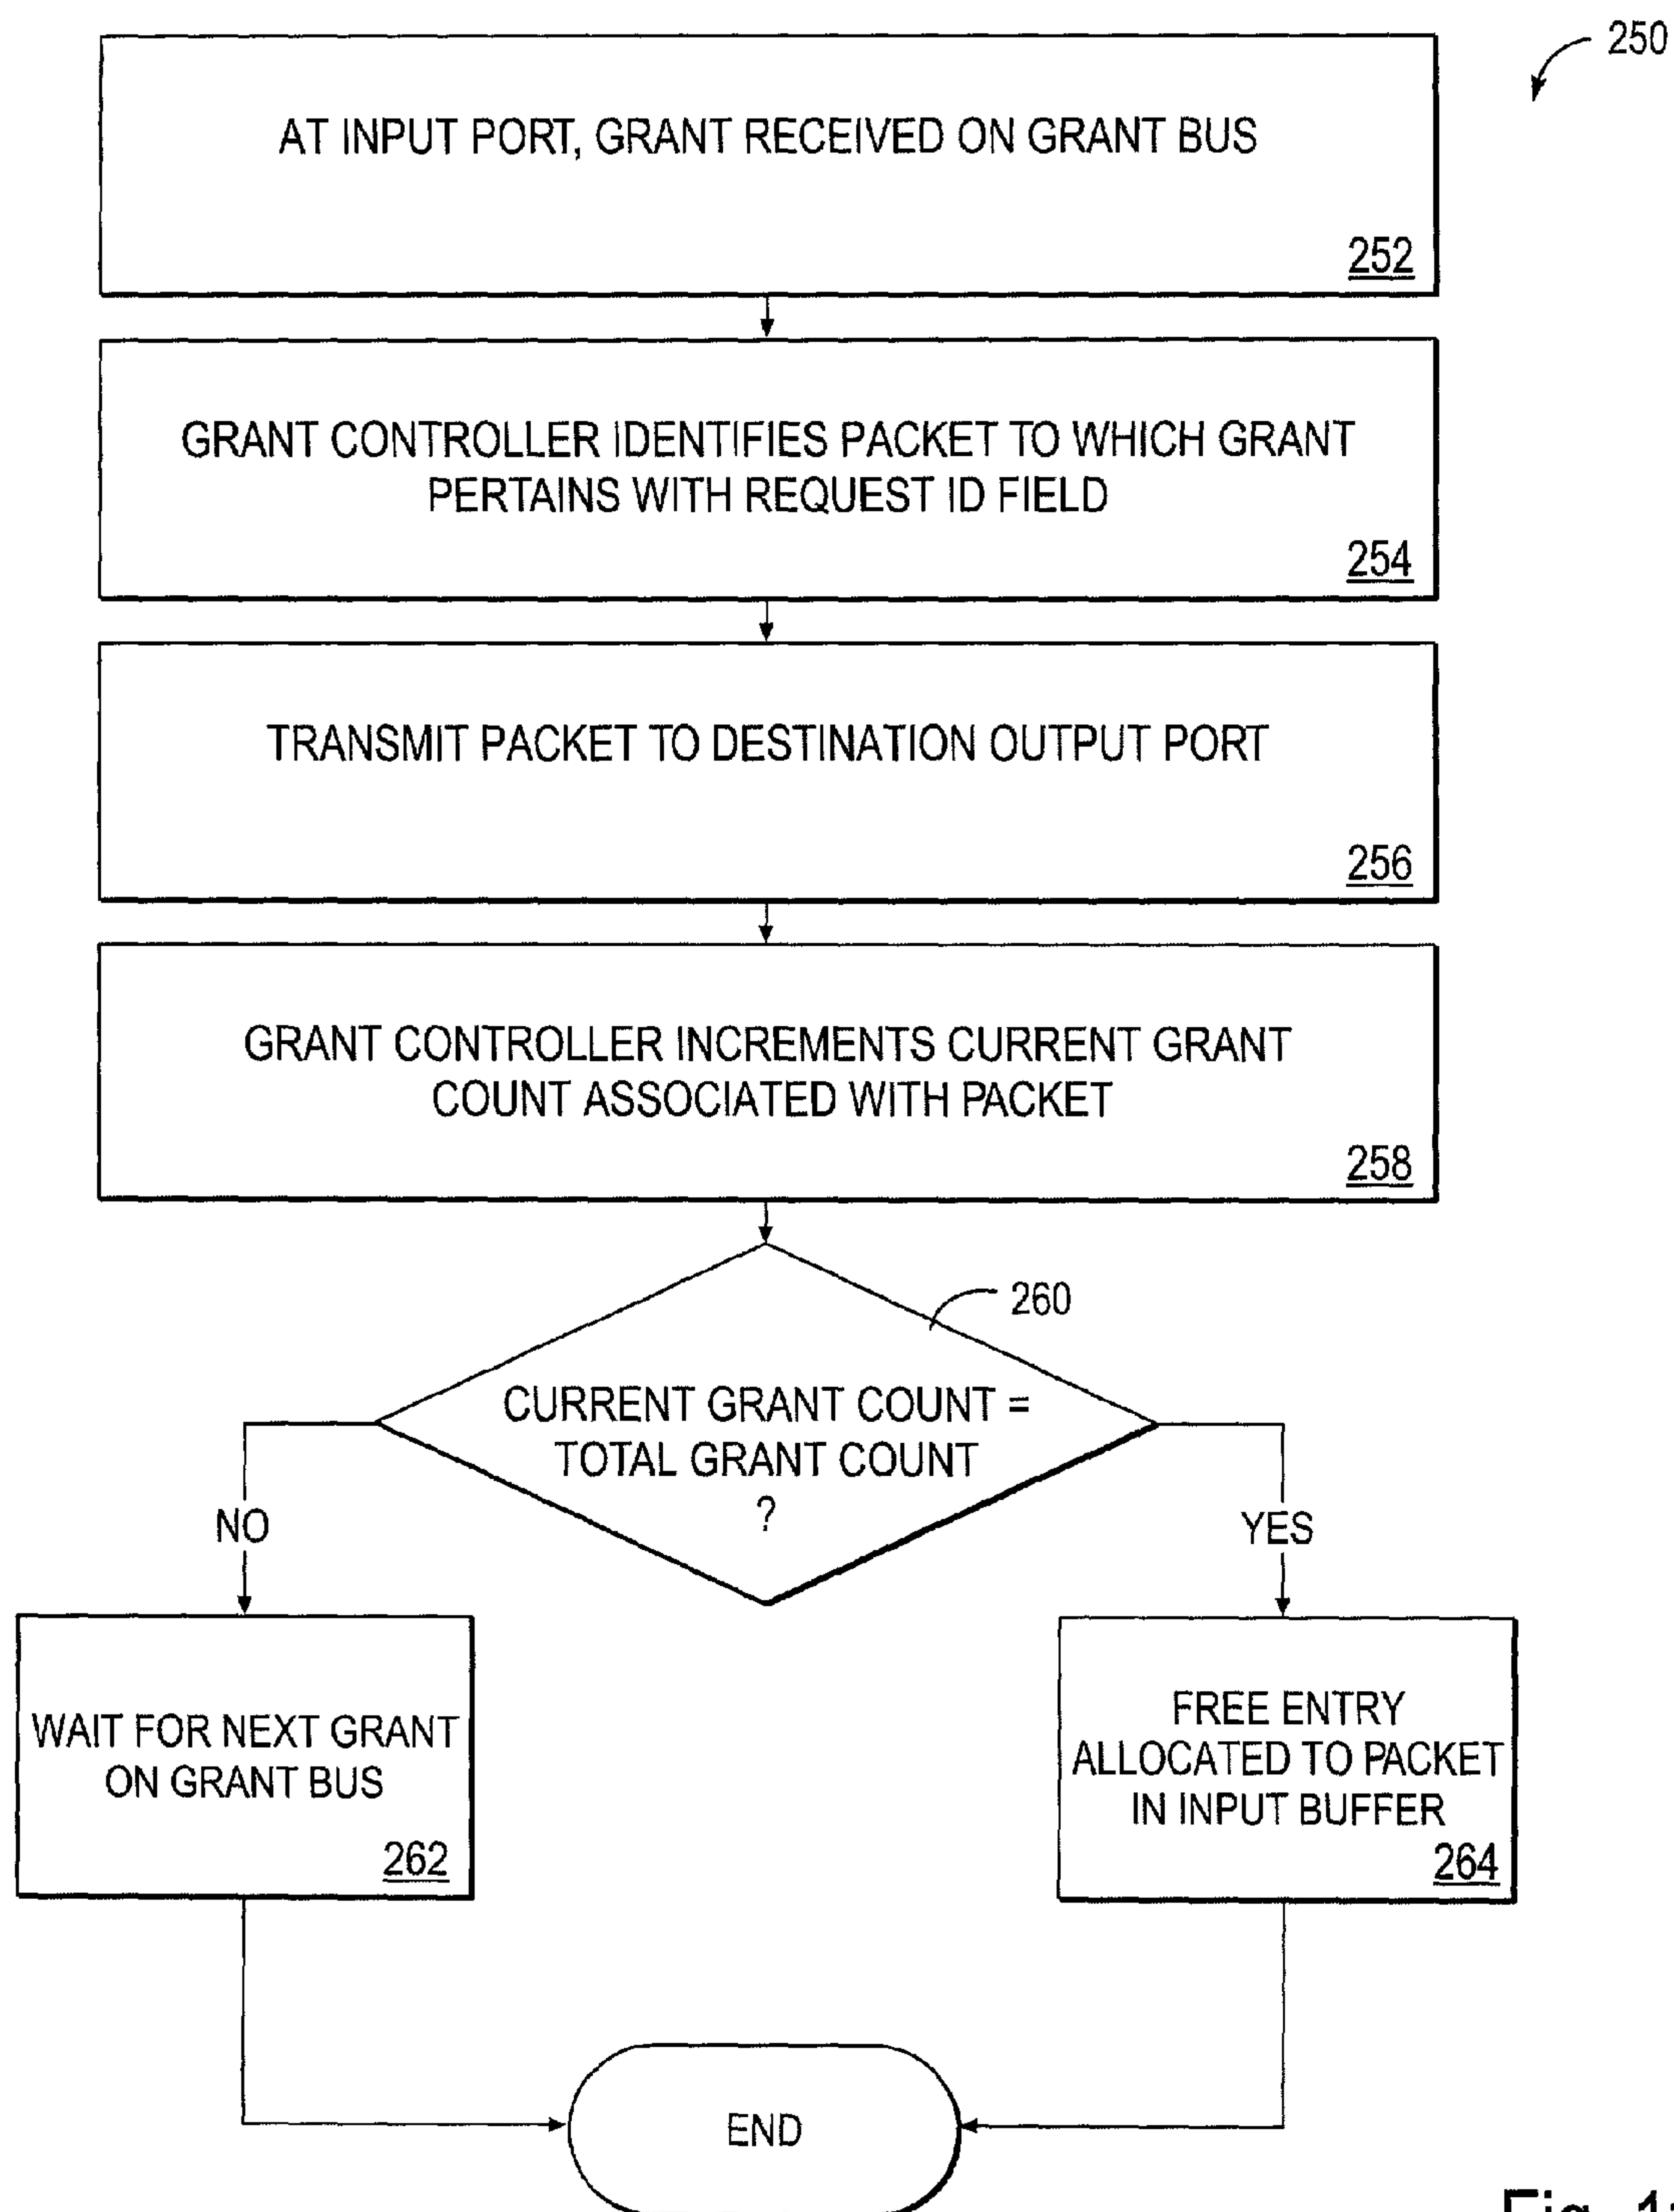 250
AT INPUT PORT, GRANT RECEIVED ON GRANT BUS
252
GRANT CONTROLLER IDENTIFIES PACKET TO WHICH GRANT
PERTAINS WITH REQUEST ID FIELD
254
TRANSMIT PACKET TO DESTINATION OUTPUT PORT
256
GRANT CONTROLLER INCREMENTS CURRENT GRANT
COUNT ASSOCIATED WITH PACKET
258
260
CURRENT GRANT COUNT =
TOTAL GRANT COUNT
?
NO
YES
WAIT FOR NEXT GRANT
ON GRANT BUS
262
FREE ENTRY
ALLOCATED TO PACKET
IN INPUT BUFFER
264
END
Fig.